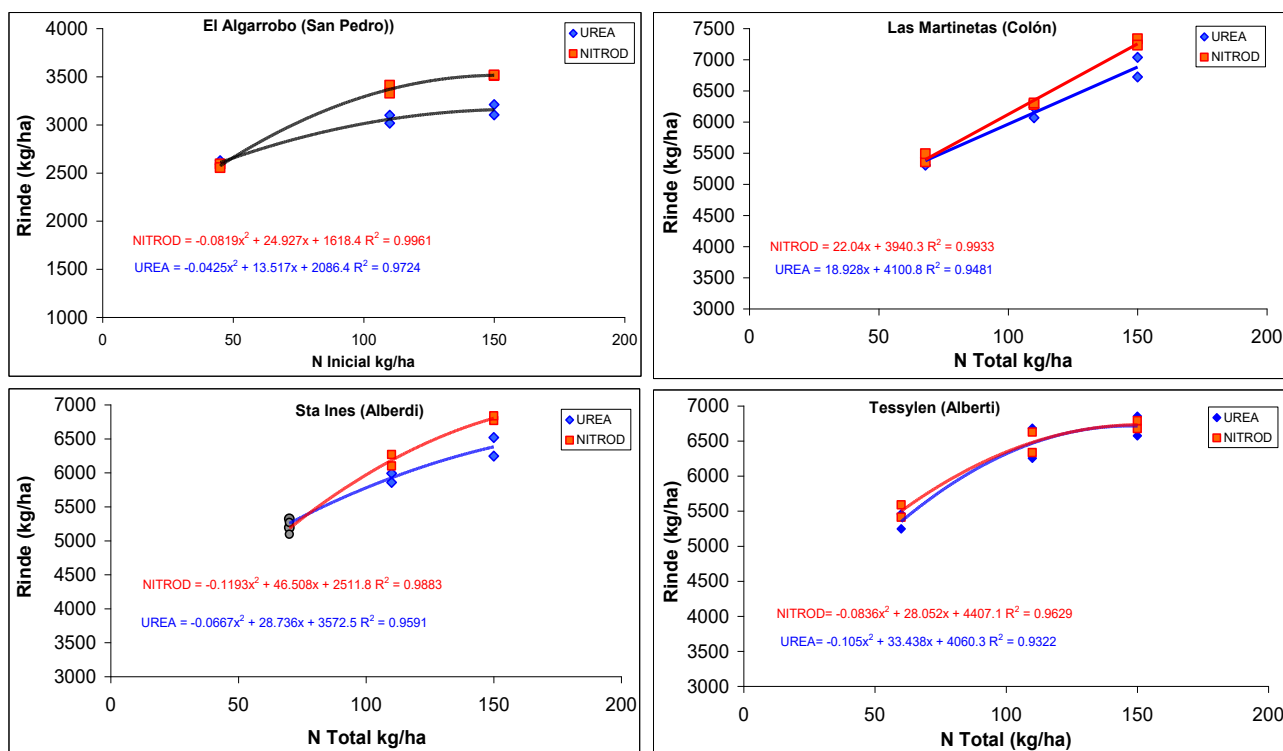 El Algarrobo (San Pedro))
UREA
NITROD
4000
3500
3000
2500
2000
1500
1000
Rinde (kg/ha)
NITROD = -0.0819x² + 24.927x + 1618.4 R² = 0.9961
UREA = -0.0425x² + 13.517x + 2086.4 R² = 0.9724
0 50 100 150 200
N Inicial kg/ha
Las Martinetas (Colón)
UREA
NITROD
7500
7000
6500
6000
5500
5000
4500
4000
3500
3000
Rinde (kg/ha)
NITROD = 22.04x + 3940.3 R² = 0.9933
UREA = 18.928x + 4100.8 R² = 0.9481
0 50 100 150 200
N Total kg/ha
Sta Ines (Alberdi)
UREA
NITROD
7000
6500
6000
5500
5000
4500
4000
3500
3000
Rinde (kg/ha)
NITROD = -0.1193x² + 46.508x + 2511.8 R² = 0.9883
UREA = -0.0667x² + 28.736x + 3572.5 R² = 0.9591
0 50 100 150 200
N Total kg/ha
Tessylen (Alberti)
UREA
NITROD
7000
6500
6000
5500
5000
4500
4000
3500
3000
Rinde (kg/ha)
NITROD= -0.0836x² + 28.052x + 4407.1 R² = 0.9629
UREA= -0.105x² + 33.438x + 4060.3 R² = 0.9322
0 50 100 150 200
N Total (kg/ha)